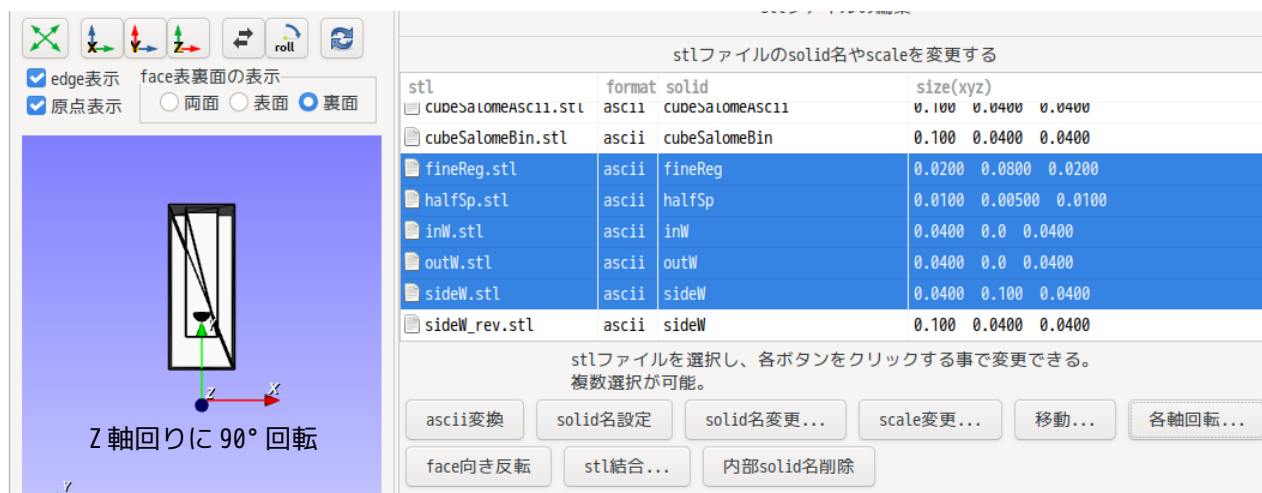 stlファイルのsolid名やscaleを変更する
X Y Z roll
edge表示
原点表示
face表裏面の表示
両面 表面 裏面
stl format solid size(xyz)
cubeSalomeAscii.stl ascii cubeSalomeAscii 0.100 0.0400 0.0400
cubeSalomeBin.stl ascii cubeSalomeBin 0.100 0.0400 0.0400
fineReg.stl ascii fineReg 0.0200 0.0800 0.0200
halfSp.stl ascii halfSp 0.0100 0.00500 0.0100
inW.stl ascii inW 0.0400 0.0 0.0400
outW.stl ascii outW 0.0400 0.0 0.0400
sideW.stl ascii sideW 0.0400 0.100 0.0400
sideW_rev.stl ascii sideW 0.100 0.0400 0.0400
Y
Z X
Z軸回りに90°回転
Y
stlファイルを選択し、各ボタンをクリックする事で変更できる。
複数選択が可能。
ascii変換 solid名設定 solid名変更... scale変更... 移動... 各軸回転...
face向き反転 stl結合... 内部solid名削除